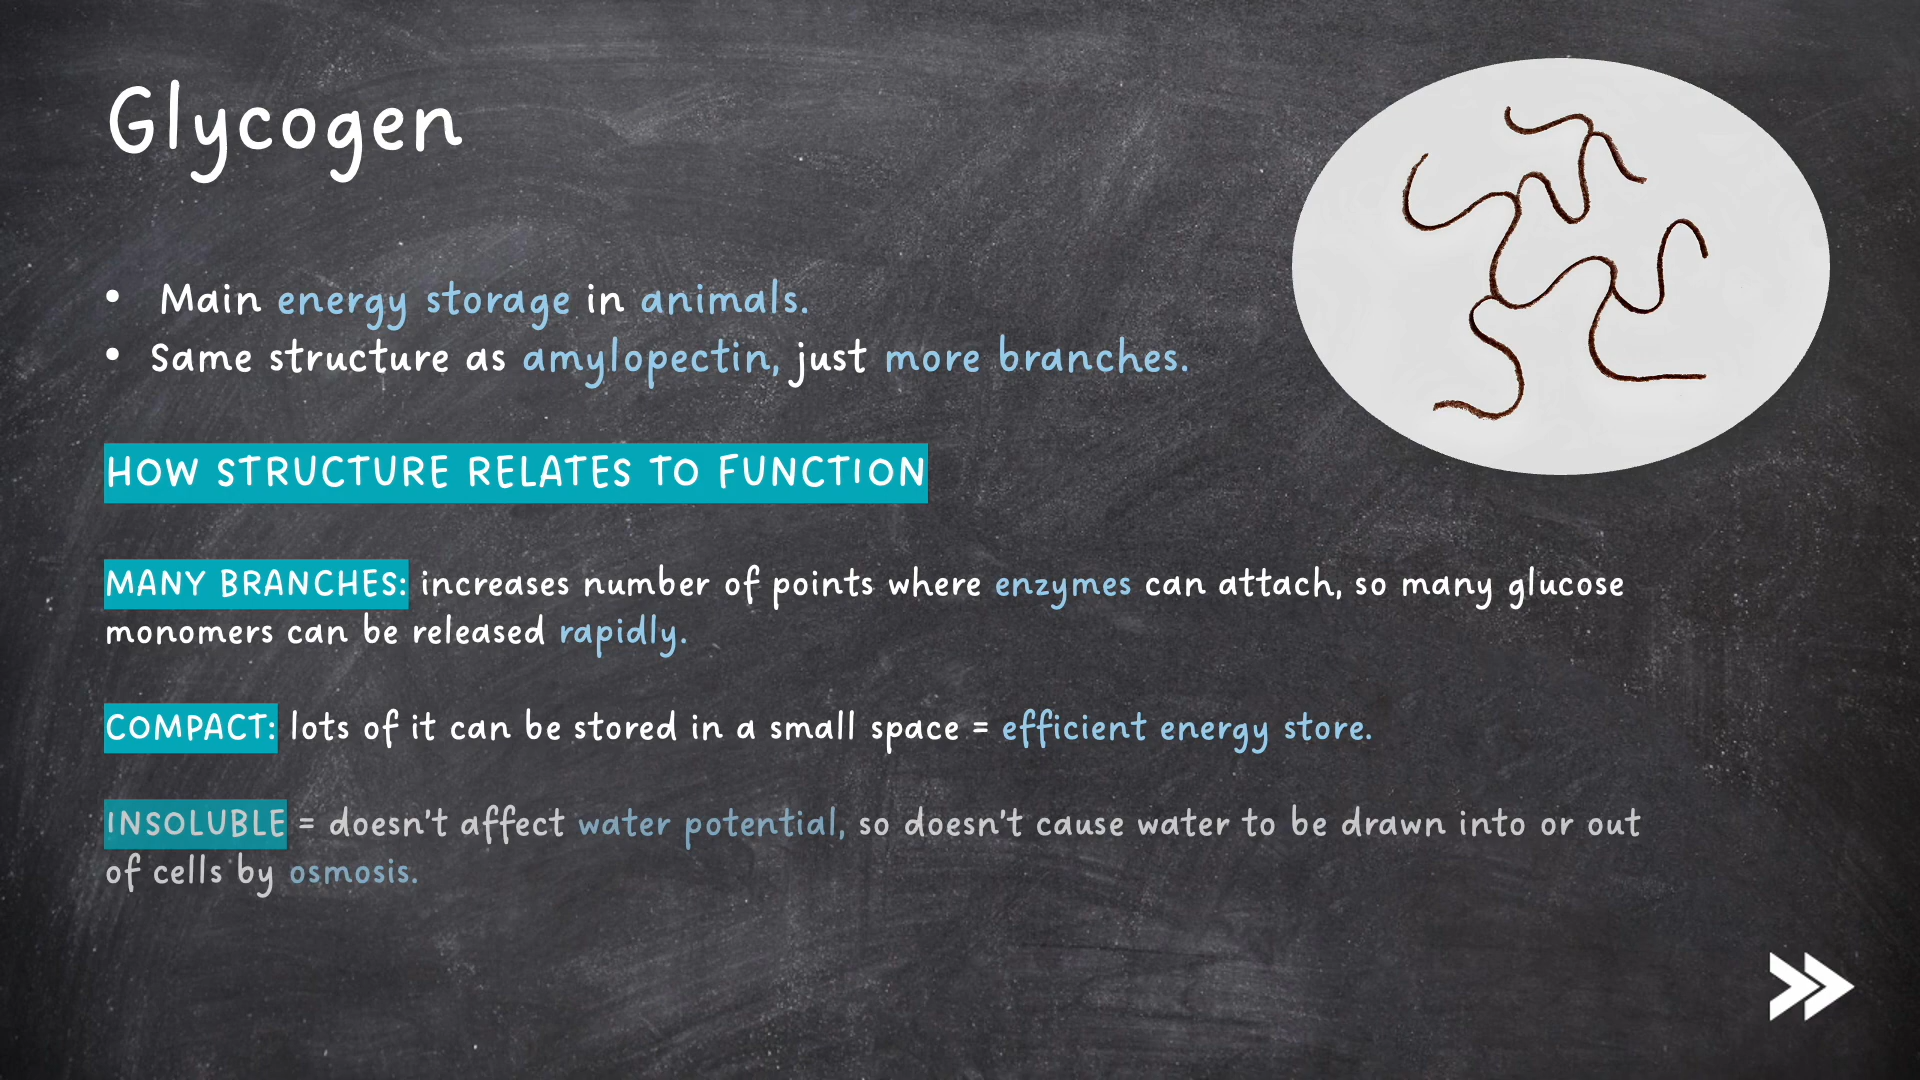 Glycogen
• Main energy storage in animals.
• Same structure as amylopectin, just more branches.
HOW STRUCTURE RELATES TO FUNCTION
MANY BRANCHES: increases number of points where enzymes can attach, so many glucose
monomers can be released rapidly.
COMPACT: lots of it can be stored in a small space = efficient energy store.
INSOLUBLE = doesn't affect water potential, so doesn't cause water to be drawn into or out
of cells by osmosis.